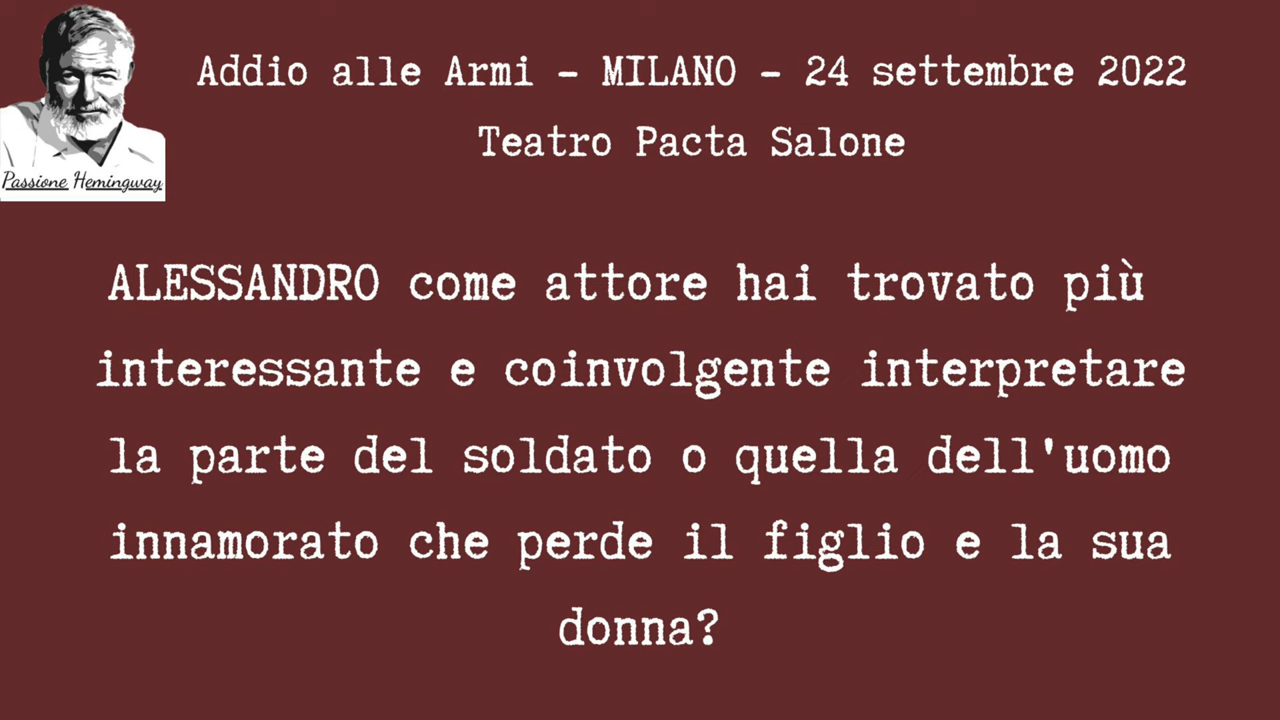 Addio alle Armi – MILANO – 24 settembre 2022
Teatro Pacta Salone
Passione Hemingway
ALESSANDRO come attore hai trovato più
interessante e coinvolgente interpretare
la parte del soldato o quella dell'uomo
innamorato che perde il figlio e la sua
donna?